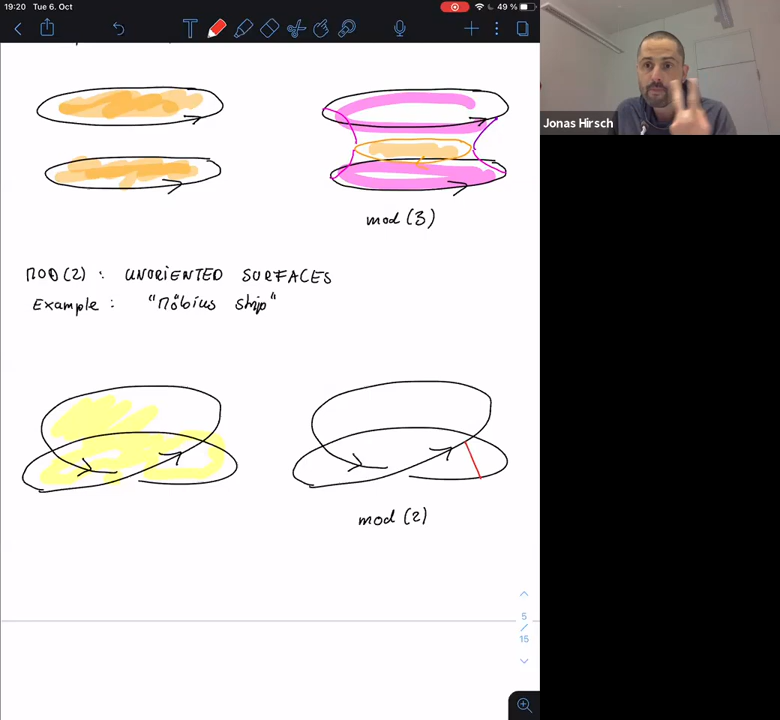 19:20 Tue 6. Oct
49 %
T
Jonas Hirsch
mod (3)
MOD(2) : UNORIENTED SURFACES
Example : "Möbius strip"
mod (2)
5
/
15